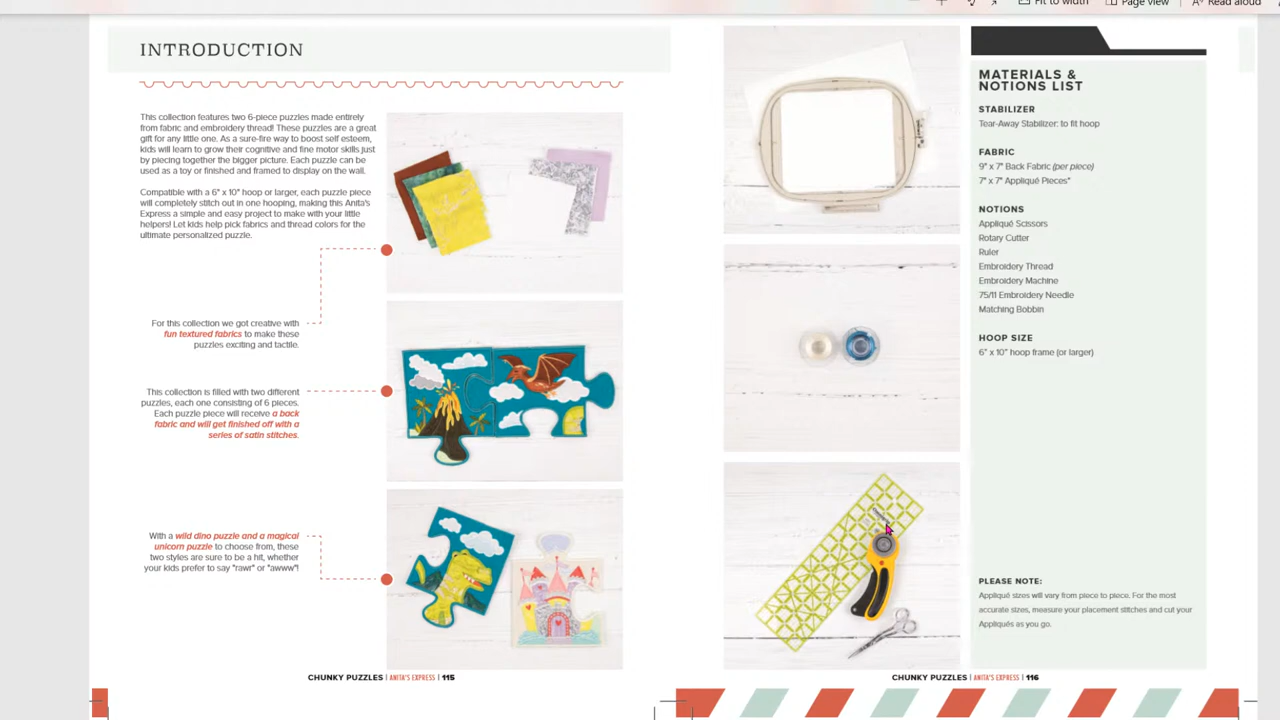 Fit to width
Page view
Read aloud
INTRODUCTION
This collection features two 6-piece puzzles made entirely
from fabric and embroidery thread! These puzzles are a great
gift for any little one. As a sure-fire way to boost self esteem,
kids will learn to grow their cognitive and fine motor skills just
by piecing together the bigger picture. Each puzzle can be
used as a toy or finished and framed to display on the wall.
Compatible with a 6" x 10" hoop or larger, each puzzle piece
will completely stitch out in one hooping, making this Anita's
Express a simple and easy project to make with your little
helpers! Let kids help pick fabrics and thread colors for the
ultimate personalized puzzle.
For this collection we got creative with
fun textured fabrics to make these
puzzles exciting and tactile.
This collection is filled with two different
puzzles, each one consisting of 6 pieces.
Each puzzle piece will receive a back
fabric and will get finished off with a
series of satin stitches.
With a wild dino puzzle and a magical
unicorn puzzle to choose from, these
two styles are sure to be a hit, whether
your kids prefer to say "rawr" or "awww"!
CHUNKY PUZZLES | ANITA'S EXPRESS | 115
MATERIALS &
NOTIONS LIST
STABILIZER
Tear-Away Stabilizer: to fit hoop
FABRIC
9" x 7" Back Fabric (per piece)
7" x 7" Appliqué Pieces*
NOTIONS
Appliqué Scissors
Rotary Cutter
Ruler
Embroidery Thread
Embroidery Machine
75/11 Embroidery Needle
Matching Bobbin
HOOP SIZE
6" x 10" hoop frame (or larger)
PLEASE NOTE:
Appliqué sizes will vary from piece to piece. For the most
accurate sizes, measure your placement stitches and cut your
Appliqués as you go.
CHUNKY PUZZLES | ANITA'S EXPRESS | 116